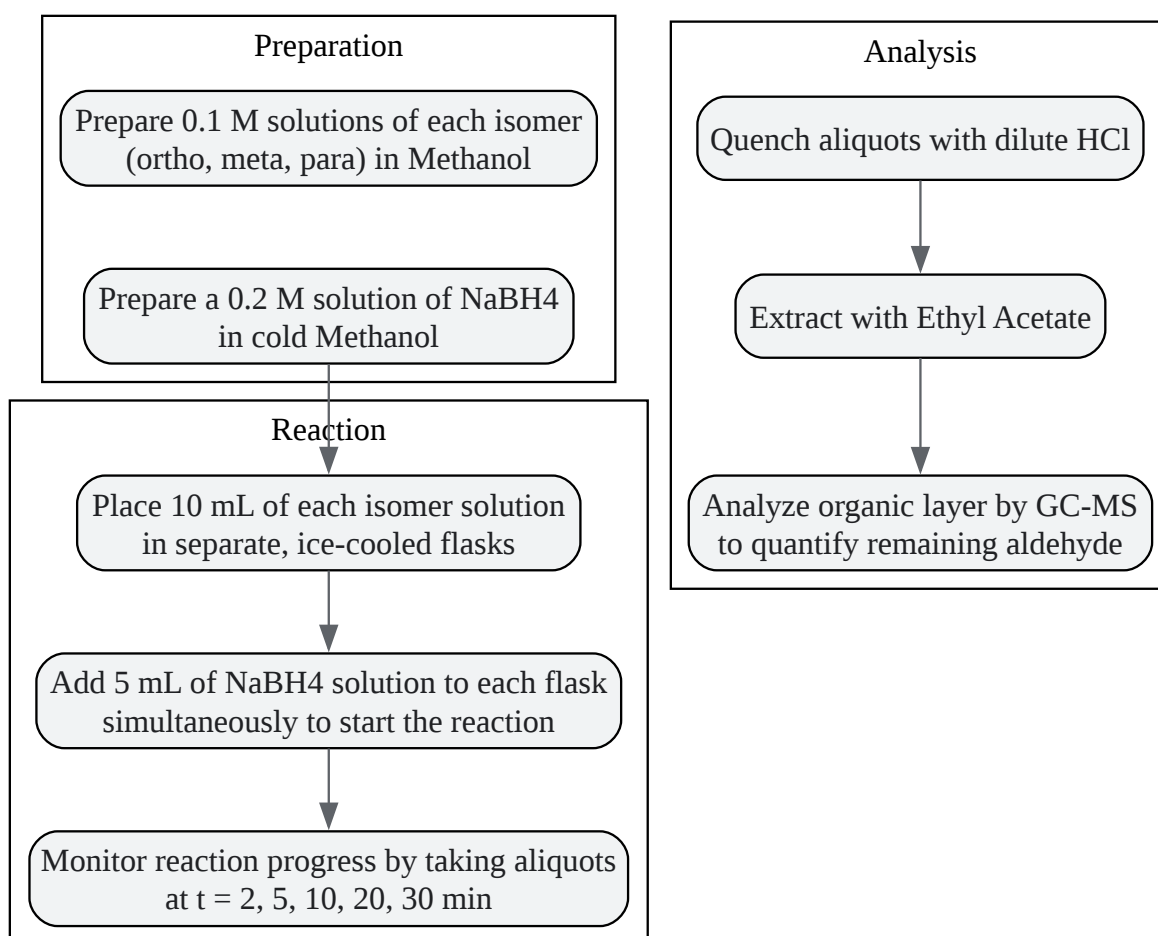 Preparation
Prepare 0.1 M solutions of each isomer
(ortho, meta, para) in Methanol
Prepare a 0.2 M solution of NaBH4
in cold Methanol
Reaction
Place 10 mL of each isomer solution
in separate, ice-cooled flasks
Add 5 mL of NaBH4 solution to each flask
simultaneously to start the reaction
Monitor reaction progress by taking aliquots
at t = 2, 5, 10, 20, 30 min
Analysis
Quench aliquots with dilute HCl
Extract with Ethyl Acetate
Analyze organic layer by GC-MS
to quantify remaining aldehyde